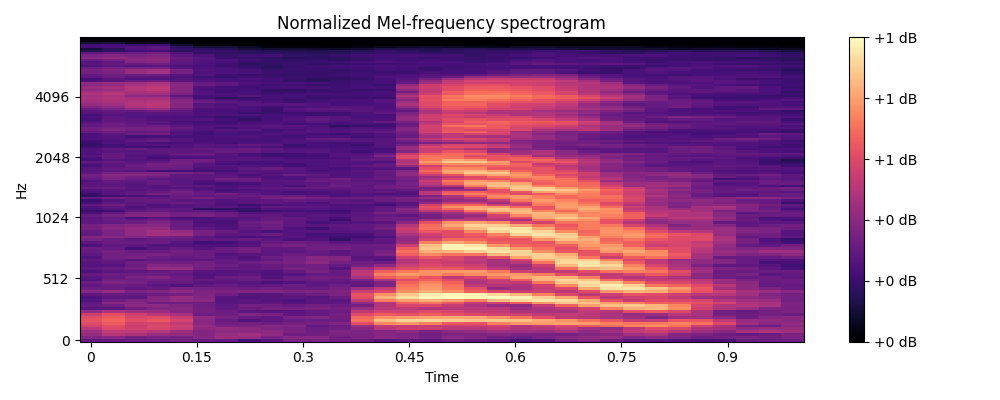 Normalized Mel-frequency spectrogram
Hz
4096
2048
1024
512
0
0 0.15 0.3 0.45 0.6 0.75 0.9
Time
+1 dB
+1 dB
+1 dB
+0 dB
+0 dB
+0 dB